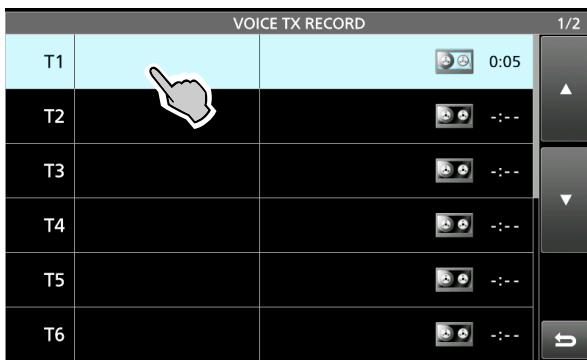 VOICE TX RECORD 1/2
T1 0:05
T2 -:--
T3 -:--
T4 -:--
T5 -:--
T6 -:--